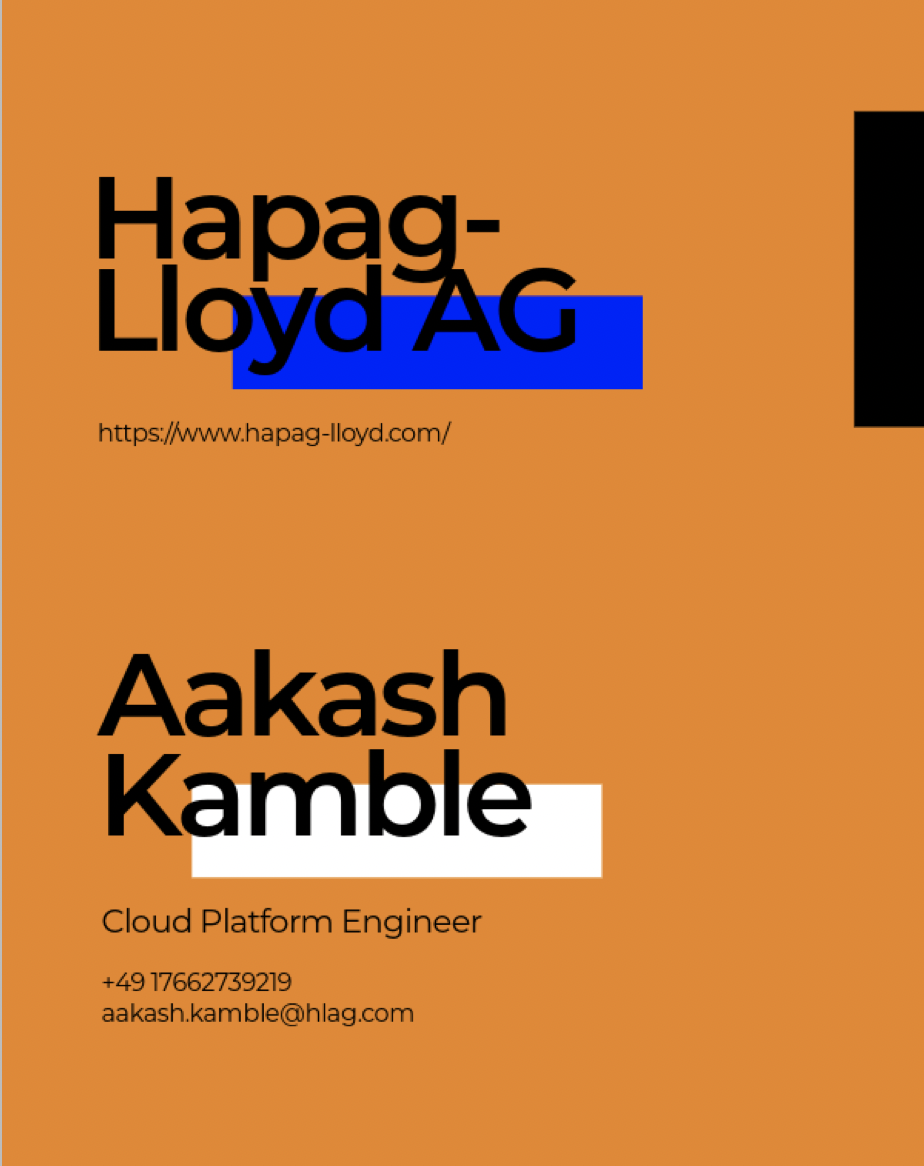 Hapag-
Lloyd AG
https://www.hapag-lloyd.com/
Aakash
Kamble
Cloud Platform Engineer
+49 17662739219
aakash.kamble@hlag.com